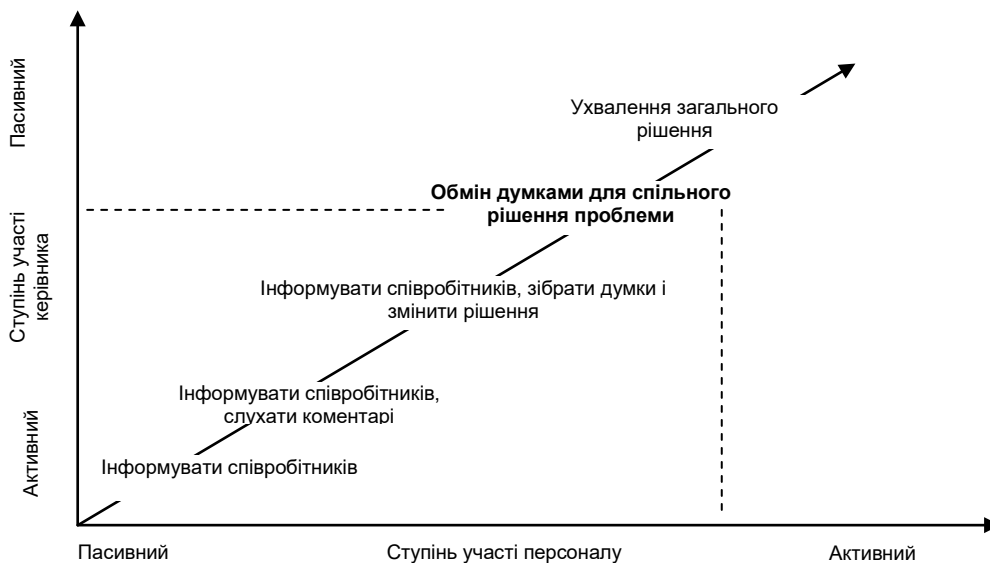 Пасивний
Ступінь участі
керівника
Активний
Ухвалення загального
рішення
Обмін думками для спільного
рішення проблеми
Інформувати співробітників, зібрати думки і
змінити рішення
Інформувати співробітників,
слухати коментарі
Інформувати співробітників
Пасивний
Ступінь участі персоналу
Активний